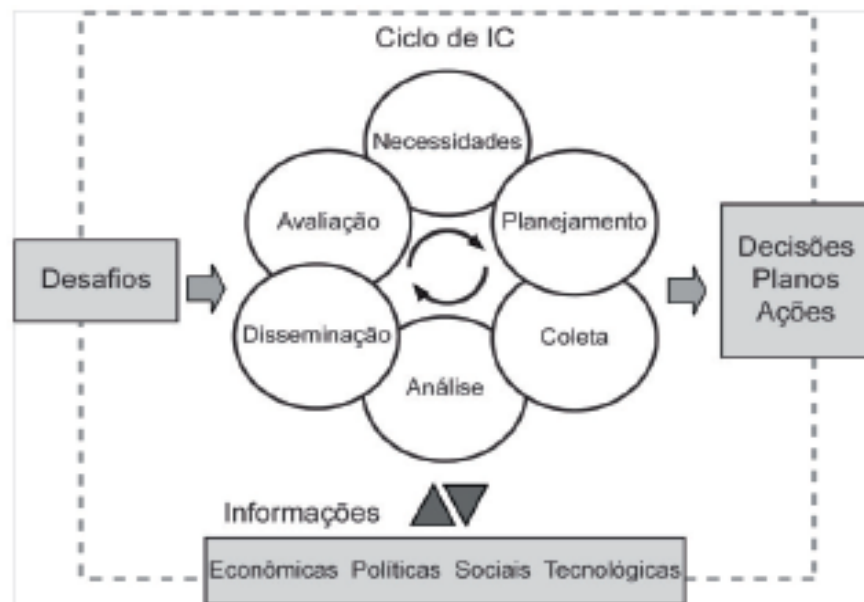 Ciclo de IC
Necessidades
Avaliação
Planejamento
Desafios
Decisões
Planos
Ações
Disseminação
Coleta
Análise
Informações
Econômicas Políticas Sociais Tecnológicas